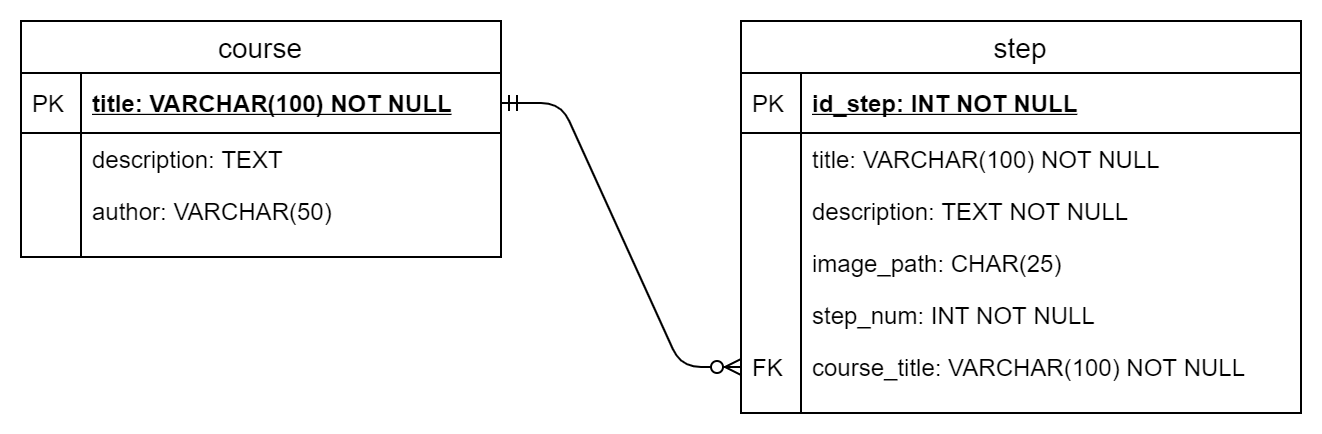 course
PK title: VARCHAR(100) NOT NULL
description: TEXT
author: VARCHAR(50)
step
PK id_step: INT NOT NULL
title: VARCHAR(100) NOT NULL
description: TEXT NOT NULL
image_path: CHAR(25)
step_num: INT NOT NULL
FK course_title: VARCHAR(100) NOT NULL